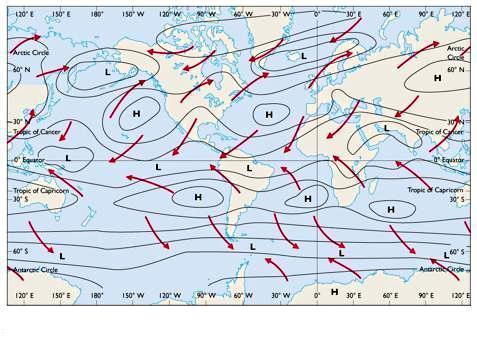 120° E 150° E 180° 150° W 120° W 90° W 60° W 30° W 0° 30° E 60° E 90° E 120° E
Arctic Circle
60° N
L
H
30° N
Tropic of Cancer
L
0° Equator
Tropic of Capricorn
30° S
60° S
L
Antarctic Circle
L
H
L
H
L
H
L
H
Arctic Circle
60° N
H
30° N
L
Tropic of Cancer
0° Equator
Tropic of Capricorn
30° S
H
L
L
60° S
L
Antarctic Circle
H
120° E 150° E 180° 150° W 120° W 90° W 60° W 30° W 0° 30° E 60° E 90° E 120° E